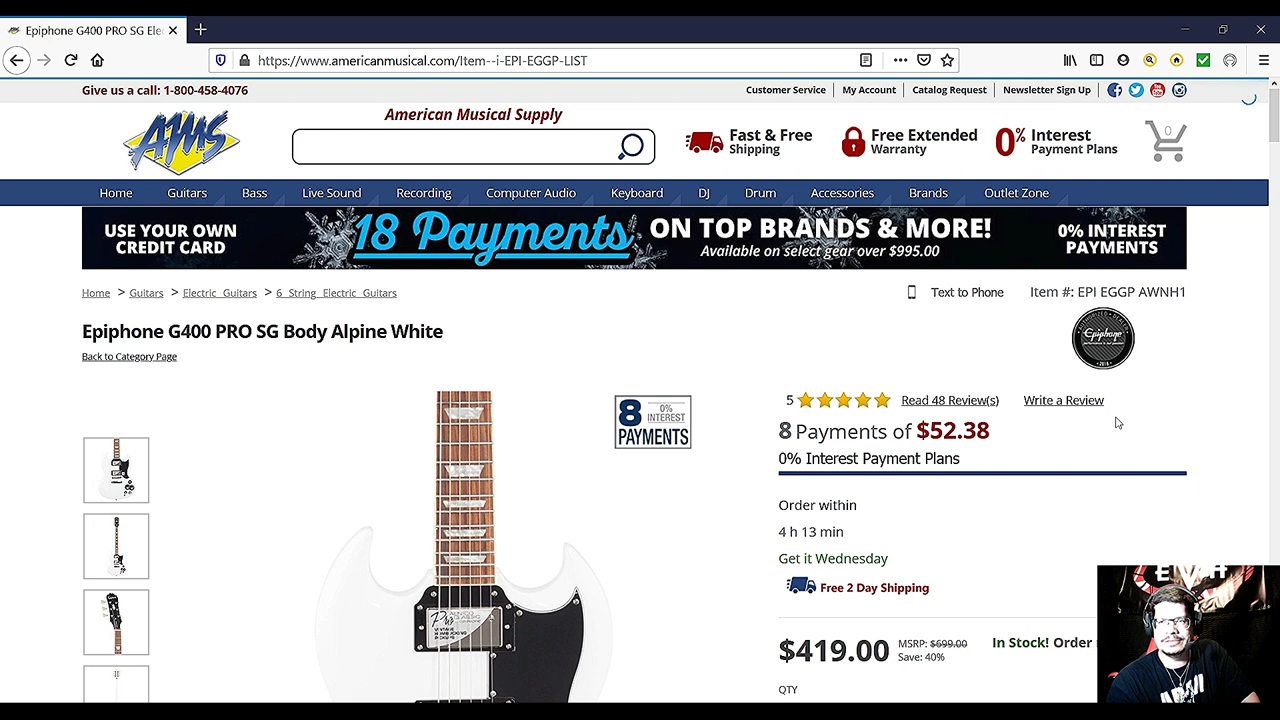 Epiphone G400 PRO SG Ele
https://www.americanmusical.com/Item--i-EPI-EGGP-LIST
Give us a call: 1-800-458-4076
Customer Service
My Account
Catalog Request
Newsletter Sign Up
AMS
American Musical Supply
Fast & Free
Shipping
Free Extended
Warranty
0% Interest
Payment Plans
0
Home
Guitars
Bass
Live Sound
Recording
Computer Audio
Keyboard
DJ
Drum
Accessories
Brands
Outlet Zone
USE YOUR OWN
CREDIT CARD
18 Payments
ON TOP BRANDS & MORE!
Available on select gear over $995.00
0% INTEREST
PAYMENTS
Home > Guitars > Electric Guitars > 6 String Electric Guitars
Text to Phone
Item #: EPI EGGP AWNH1
Epiphone G400 PRO SG Body Alpine White
Back to Category Page
Epiphone
8 0%
INTEREST
PAYMENTS
5
Read 48 Review(s)
Write a Review
8 Payments of $52.38
0% Interest Payment Plans
Order within
4 h 13 min
Get it Wednesday
Free 2 Day Shipping
$419.00
MSRP: $699.00
Save: 40%
In Stock! Order
QTY